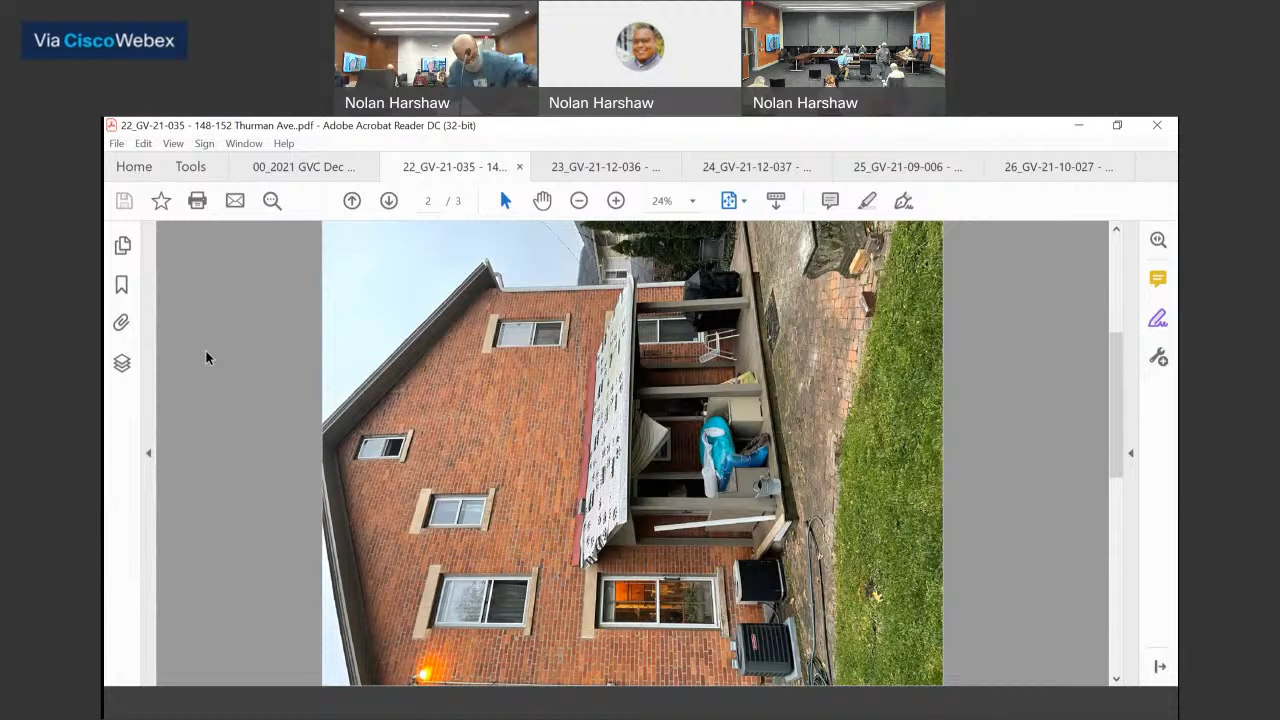 Via CiscoWebex
Nolan Harshaw
Nolan Harshaw
Nolan Harshaw
22_GV-21-035 - 148-152 Thurman Ave..pdf - Adobe Acrobat Reader DC (32-bit)
File Edit View Sign Window Help
Home Tools 00_2021 GVC Dec ... 22_GV-21-035 - 14... × 23_GV-21-12-036 - ... 24_GV-21-12-037 - ... 25_GV-21-09-006 - ... 26_GV-21-10-027 - ...
2 / 3 24%